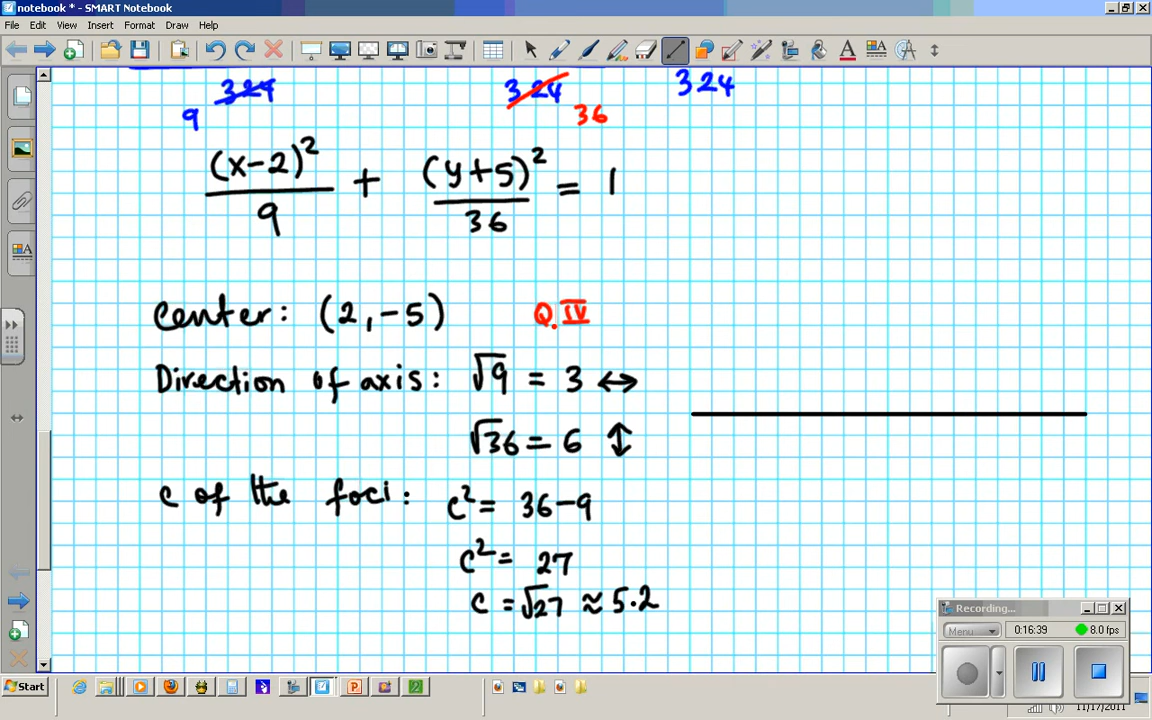 notebook * - SMART Notebook
File Edit View Insert Format Draw Help
324 324 324
9 36
(x-2)² + (y+5)² = 1
9 36
Center: (2,-5) Q.IV
Direction of axis: √9 = 3 ↔
√36 = 6 ↕
c of the foci: c² = 36-9
c² = 27
c = √27 ≈ 5.2
Recording...
Menu 0:16:39 8.0 fps
Start
11/17/2011